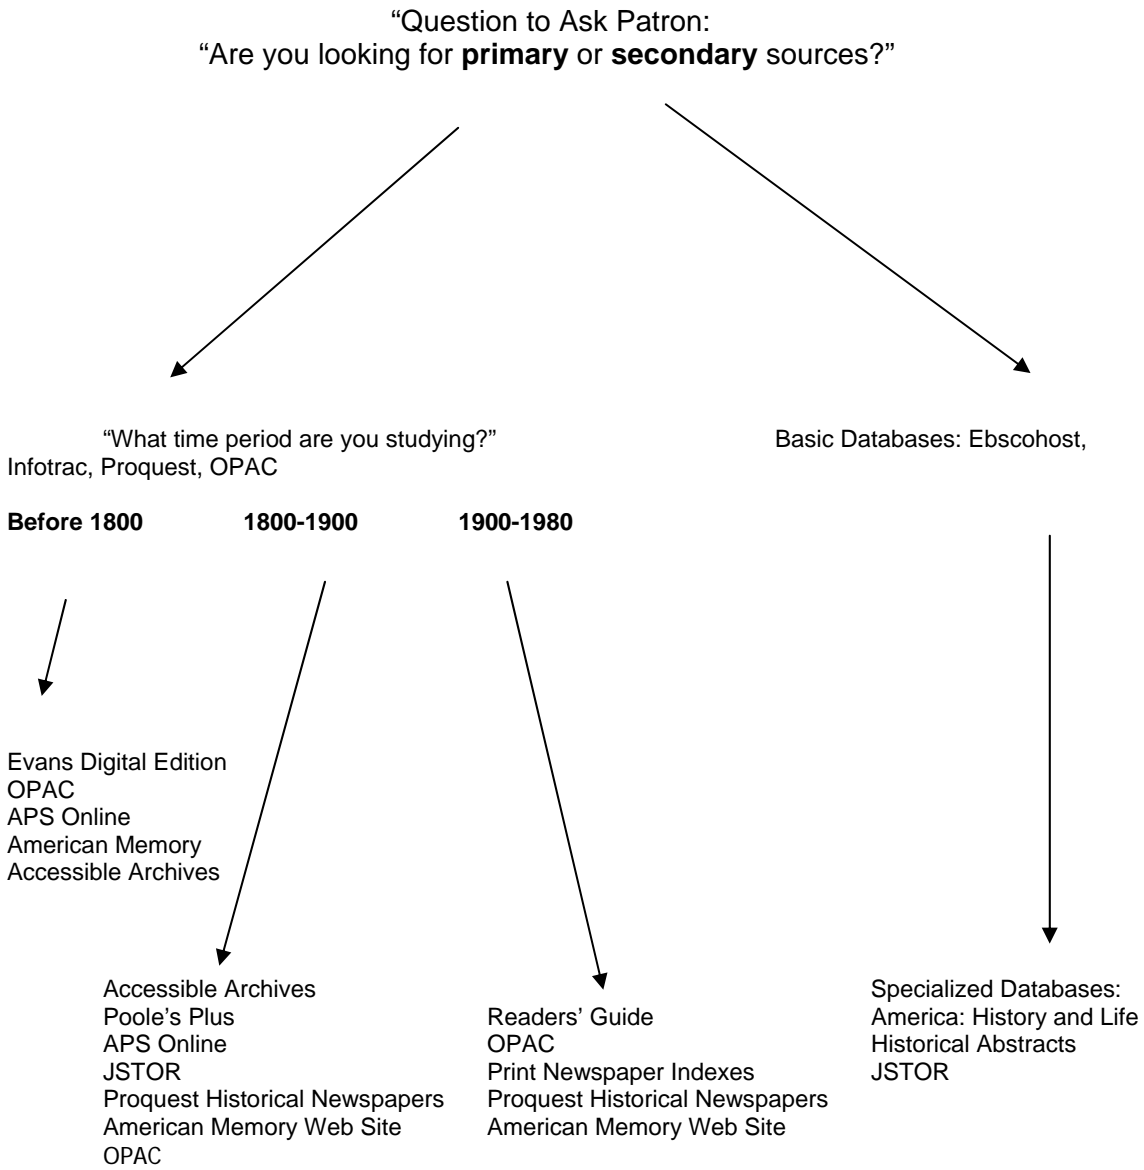 “Question to Ask Patron:
“Are you looking for primary or secondary sources?”
“What time period are you studying?” Basic Databases: Ebscohost,
Infotrac, Proquest, OPAC
Before 1800 1800-1900 1900-1980
Evans Digital Edition
OPAC
APS Online
American Memory
Accessible Archives
Accessible Archives
Poole’s Plus
APS Online
JSTOR
Proquest Historical Newspapers
American Memory Web Site
OPAC
Readers’ Guide
OPAC
Print Newspaper Indexes
Proquest Historical Newspapers
American Memory Web Site
Specialized Databases:
America: History and Life
Historical Abstracts
JSTOR